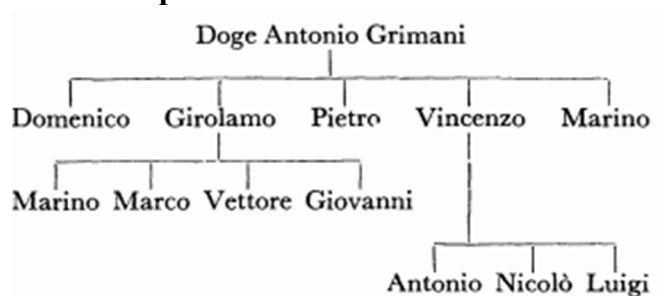 Doge Antonio Grimani
Domenico Girolamo Pietro Vincenzo Marino
Marino Marco Vettore Giovanni
Antonio Nicolò Luigi